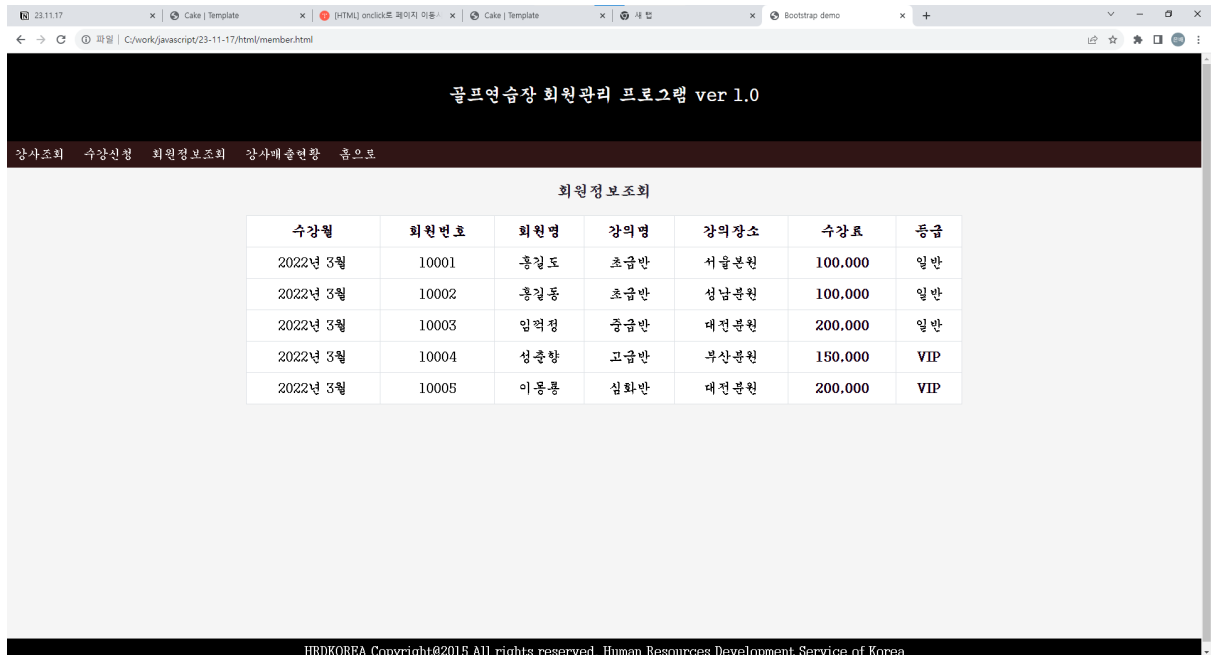 23.11.17 Cake | Template [HTML] onclick로 페이지 이동시 Cake | Template 새 탭 Bootstrap demo
파일 C:/work/javascript/23-11-17/html/member.html
골프연습장 회원관리 프로그램 ver 1.0
강사조회 수강신청 회원정보조회 강사매출현황 홈으로
회원정보조회
수강월 회원번호 회원명 강의명 강의장소 수강료 등급
2022년 3월 10001 홍길도 초급반 서울본원 100,000 일반
2022년 3월 10002 홍길동 초급반 성남분원 100,000 일반
2022년 3월 10003 임꺽정 중급반 대전분원 200,000 일반
2022년 3월 10004 성춘향 고급반 부산분원 150,000 VIP
2022년 3월 10005 이몽룡 심화반 대전분원 200,000 VIP
HRDKOREA Copyright@2015 All rights reserved. Human Resources Development Service of Korea